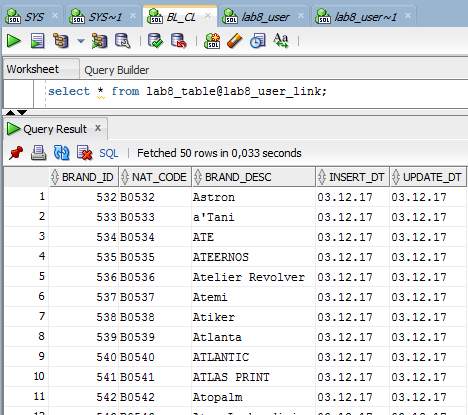 SYS SYS~1 BL_CL lab8_user lab8_user~1
Worksheet Query Builder
select * from lab8_table@lab8_user_link;
Query Result x
SQL | Fetched 50 rows in 0,033 seconds
BRAND_ID NAT_CODE BRAND_DESC INSERT_DT UPDATE_DT
1 532 B0532 Astron 03.12.17 03.12.17
2 533 B0533 a'Tani 03.12.17 03.12.17
3 534 B0534 ATE 03.12.17 03.12.17
4 535 B0535 ATEERNOS 03.12.17 03.12.17
5 536 B0536 Atelier Revolver 03.12.17 03.12.17
6 537 B0537 Atemi 03.12.17 03.12.17
7 538 B0538 Atiker 03.12.17 03.12.17
8 539 B0539 Atlanta 03.12.17 03.12.17
9 540 B0540 ATLANTIC 03.12.17 03.12.17
10 541 B0541 ATLAS PRINT 03.12.17 03.12.17
11 542 B0542 Atopalm 03.12.17 03.12.17